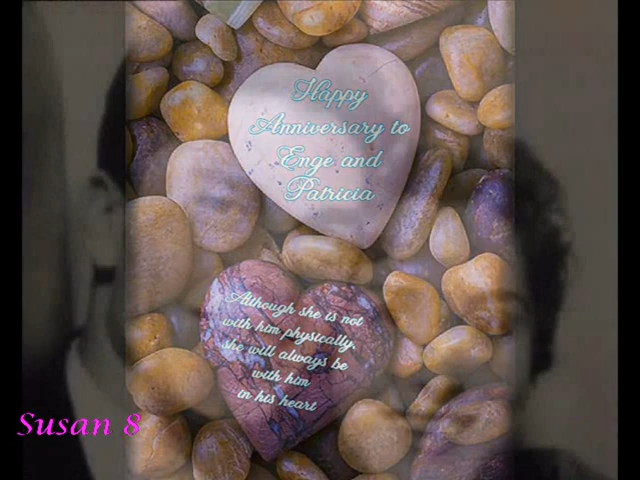 Happy
Anniversary to
Enge and
Patricia
Although she is not
with him physically,
she will always be
with him
in his heart
Susan 8